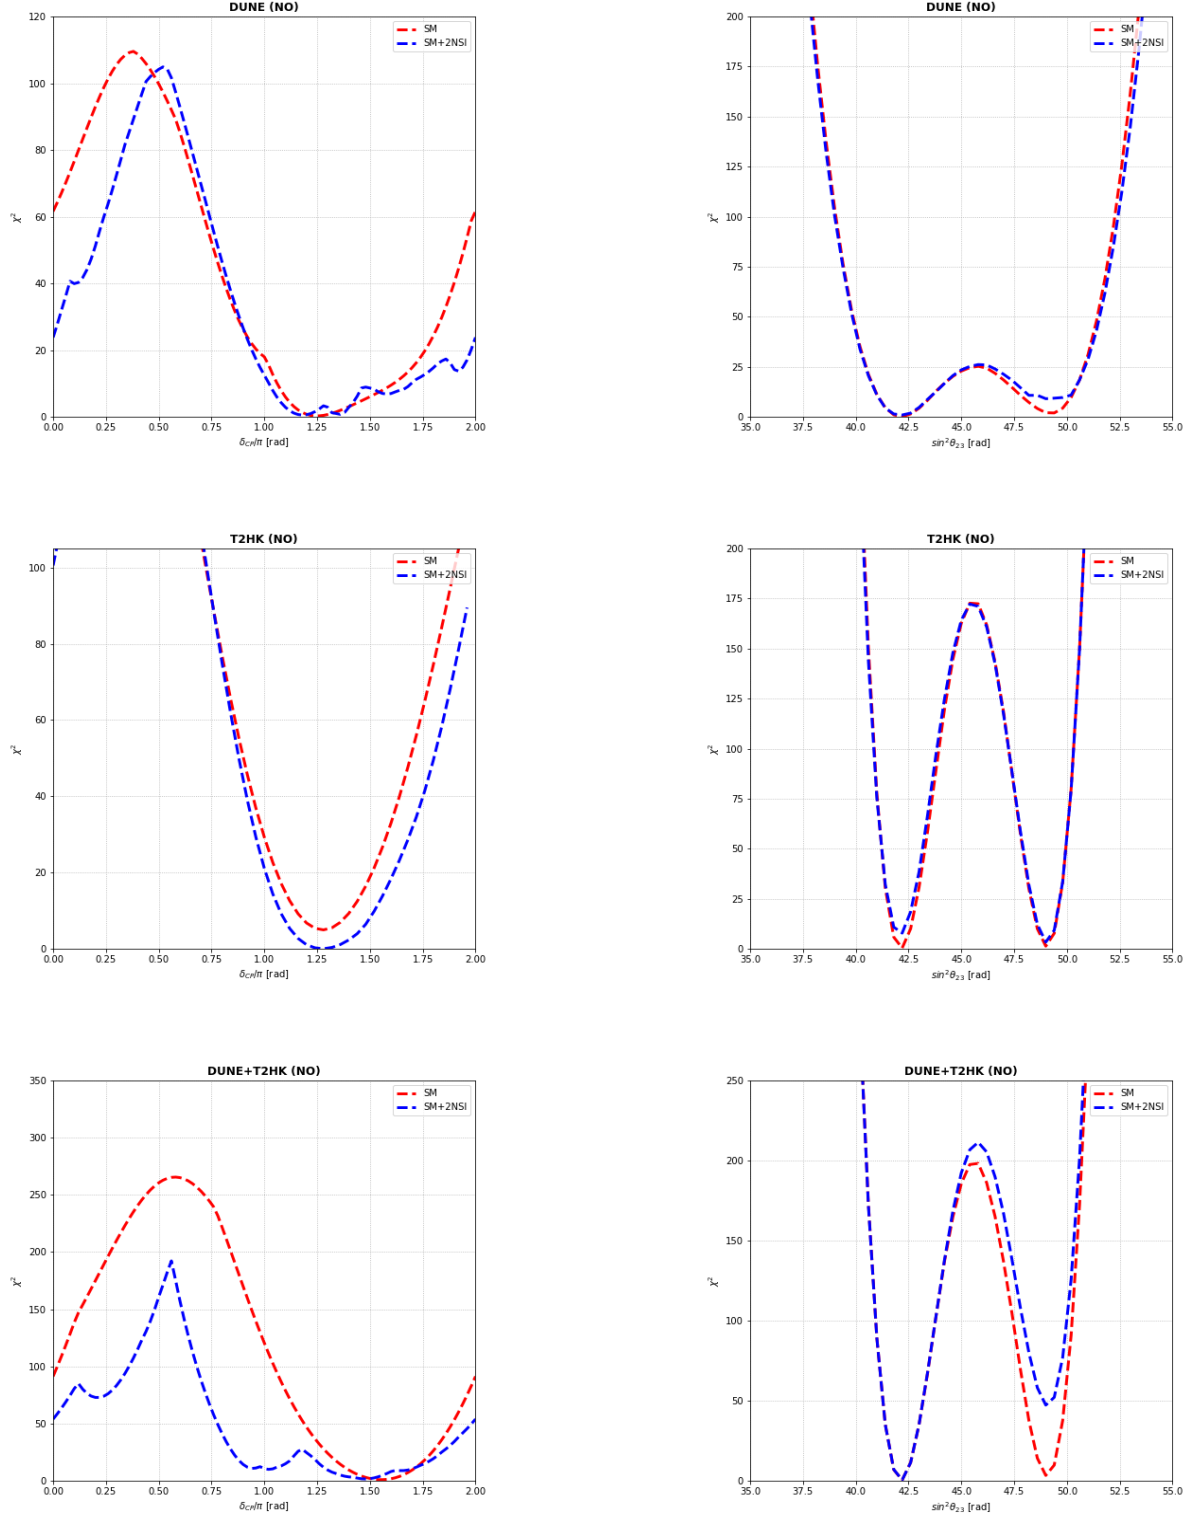 DUNE (NO)
SM
SM+2NSI
120
100
80
60
40
20
0
χ²
0.00 0.25 0.50 0.75 1.00 1.25 1.50 1.75 2.00
δCP/π [rad]
DUNE (NO)
SM
SM+2NSI
200
175
150
125
100
75
50
25
0
χ²
35.0 37.5 40.0 42.5 45.0 47.5 50.0 52.5 55.0
sin²θ23 [rad]
T2HK (NO)
SM
SM+2NSI
100
80
60
40
20
0
χ²
0.00 0.25 0.50 0.75 1.00 1.25 1.50 1.75 2.00
δCP/π [rad]
T2HK (NO)
SM
SM+2NSI
200
175
150
125
100
75
50
25
0
χ²
35.0 37.5 40.0 42.5 45.0 47.5 50.0 52.5 55.0
sin²θ23 [rad]
DUNE+T2HK (NO)
SM
SM+2NSI
350
300
250
200
150
100
50
0
χ²
0.00 0.25 0.50 0.75 1.00 1.25 1.50 1.75 2.00
δCP/π [rad]
DUNE+T2HK (NO)
SM
SM+2NSI
250
200
150
100
50
0
χ²
35.0 37.5 40.0 42.5 45.0 47.5 50.0 52.5 55.0
sin²θ23 [rad]